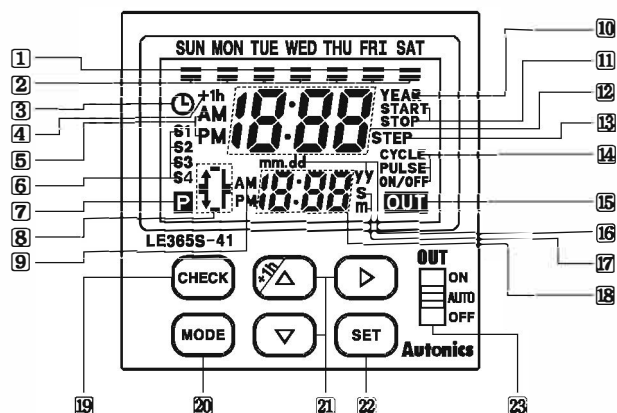 SUN MON TUE WED THU FRI SAT
1
2
3
4
5
6
7
8
9
10
11
12
13
14
15
16
17
18
+1h
AM
PM
18:88
YEAR
START
STOP
STEP
S1
S2
S3
S4
P
mm.dd
yy
AM
PM
18:88
s
m
CYCLE
PULSE
ON/OFF
OUT
LE365S-41
CHECK
+1h
MODE
SET
OUT
ON
AUTO
OFF
Autonics
19
20
21
22
23